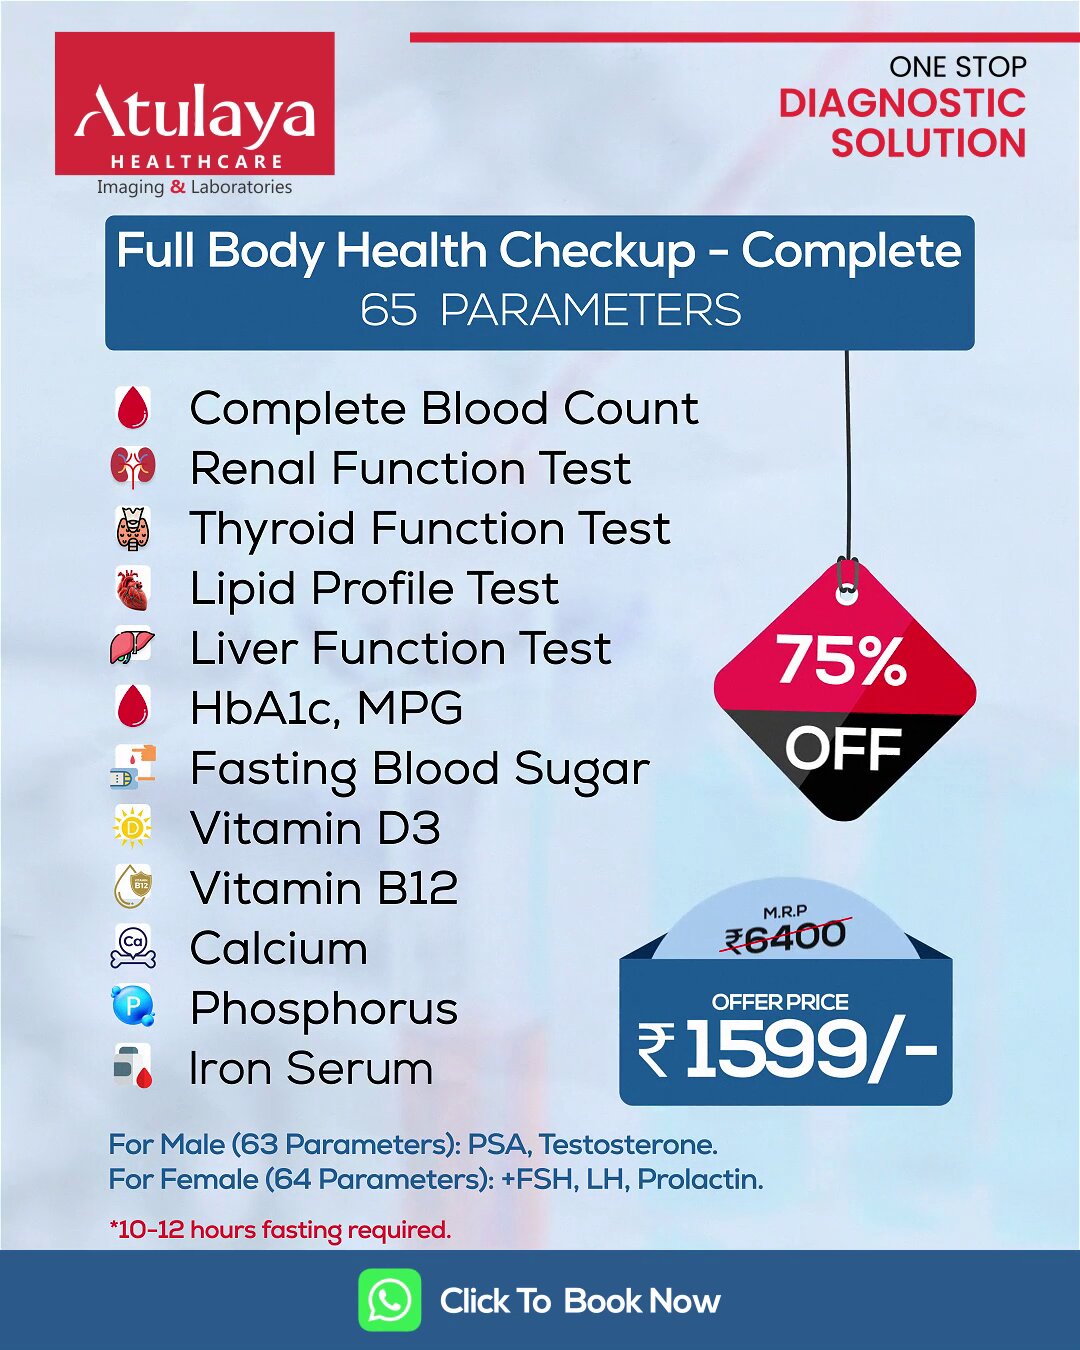 Atulaya
HEALTHCARE
Imaging & Laboratories
ONE STOP
DIAGNOSTIC
SOLUTION
Full Body Health Checkup - Complete
65 PARAMETERS
Complete Blood Count
Renal Function Test
Thyroid Function Test
Lipid Profile Test
Liver Function Test
HbA1c, MPG
Fasting Blood Sugar
D
Vitamin D3
VITAMIN
B12
Vitamin B12
Ca
Calcium
P
Phosphorus
Iron Serum
75%
OFF
M.R.P
₹6400
OFFER PRICE
₹1599/-
For Male (63 Parameters): PSA, Testosterone.
For Female (64 Parameters): +FSH, LH, Prolactin.
*10-12 hours fasting required.
Click To Book Now